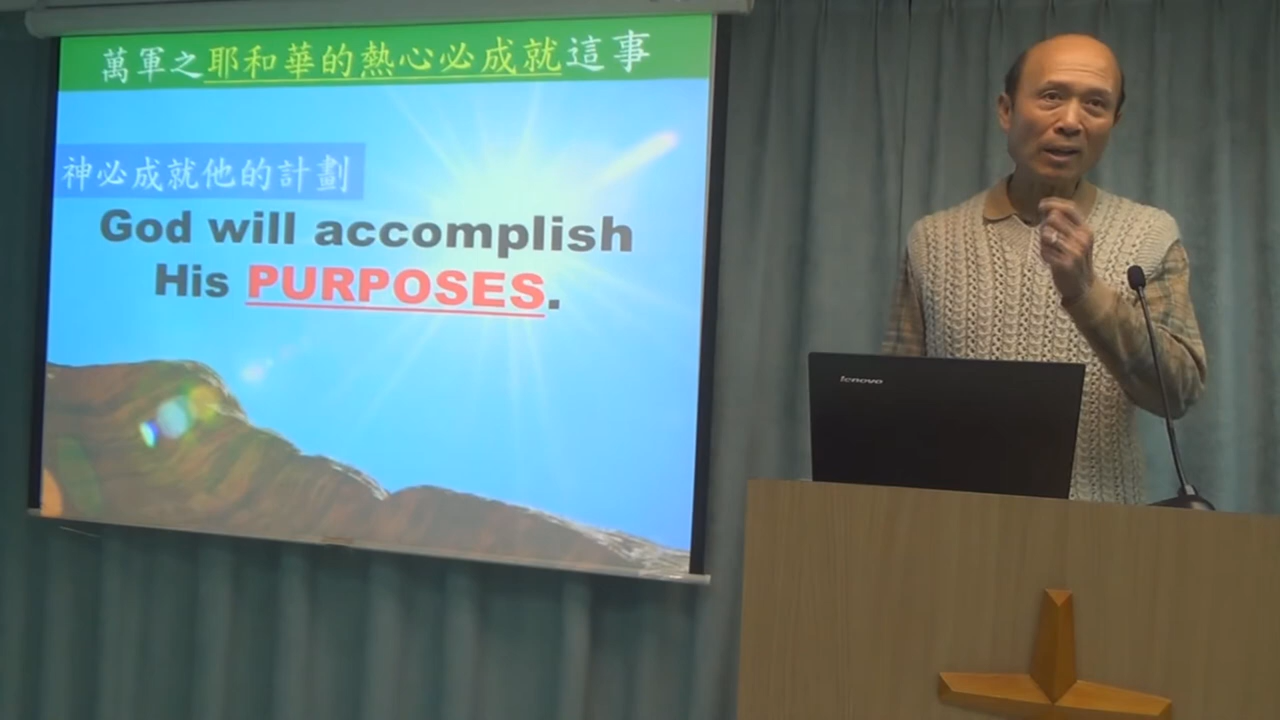 萬軍之耶和華的熱心必成就這事
神必成就他的計劃
God will accomplish
His PURPOSES.
lenovo